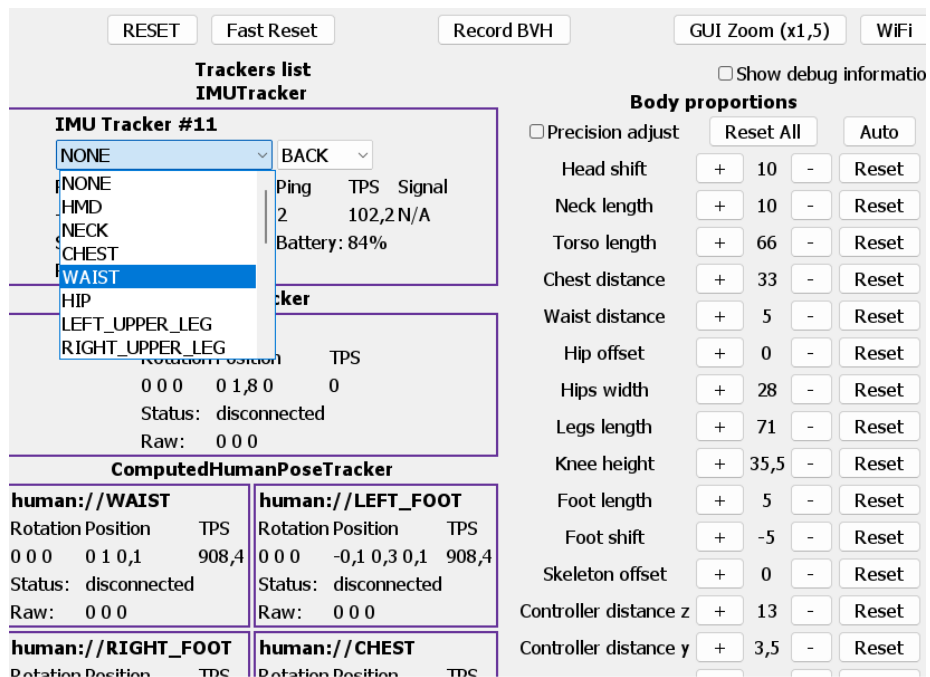 RESET Fast Reset Record BVH GUI Zoom (x1,5) WiFi
Trackers list
IMUTracker
IMU Tracker #11
NONE BACK
NONE
HMD
NECK
CHEST
WAIST
HIP
LEFT_UPPER_LEG
RIGHT_UPPER_LEG
Ping TPS Signal
2 102,2 N/A
Battery: 84%
Rotation Position TPS
0 0 0 0 1,8 0 0
Status: disconnected
Raw: 0 0 0
ComputedHumanPoseTracker
human://WAIST
Rotation Position TPS
0 0 0 0 1 0,1 908,4
Status: disconnected
Raw: 0 0 0
human://LEFT_FOOT
Rotation Position TPS
0 0 0 -0,1 0,3 0,1 908,4
Status: disconnected
Raw: 0 0 0
human://RIGHT_FOOT
Rotation Position TPS
human://CHEST
Rotation Position TPS
Show debug informatio
Body proportions
Precision adjust Reset All Auto
Head shift + 10 - Reset
Neck length + 10 - Reset
Torso length + 66 - Reset
Chest distance + 33 - Reset
Waist distance + 5 - Reset
Hip offset + 0 - Reset
Hips width + 28 - Reset
Legs length + 71 - Reset
Knee height + 35,5 - Reset
Foot length + 5 - Reset
Foot shift + -5 - Reset
Skeleton offset + 0 - Reset
Controller distance z + 13 - Reset
Controller distance y + 3,5 - Reset